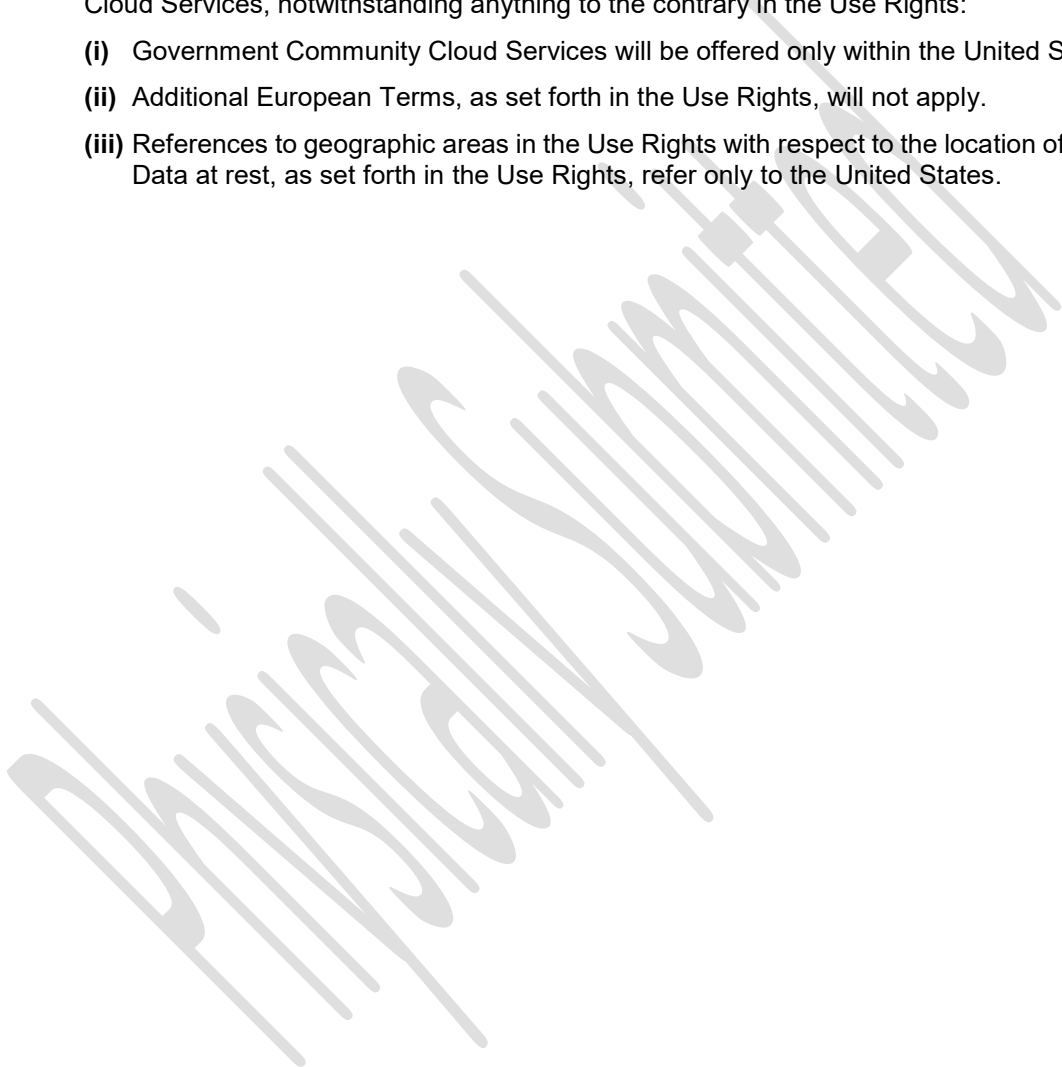 Cloud Services, notwithstanding anything to the contrary in the Use Rights:
(i) Government Community Cloud Services will be offered only within the United S
(ii) Additional European Terms, as set forth in the Use Rights, will not apply.
(iii) References to geographic areas in the Use Rights with respect to the location of
Data at rest, as set forth in the Use Rights, refer only to the United States.
Physically Submitted